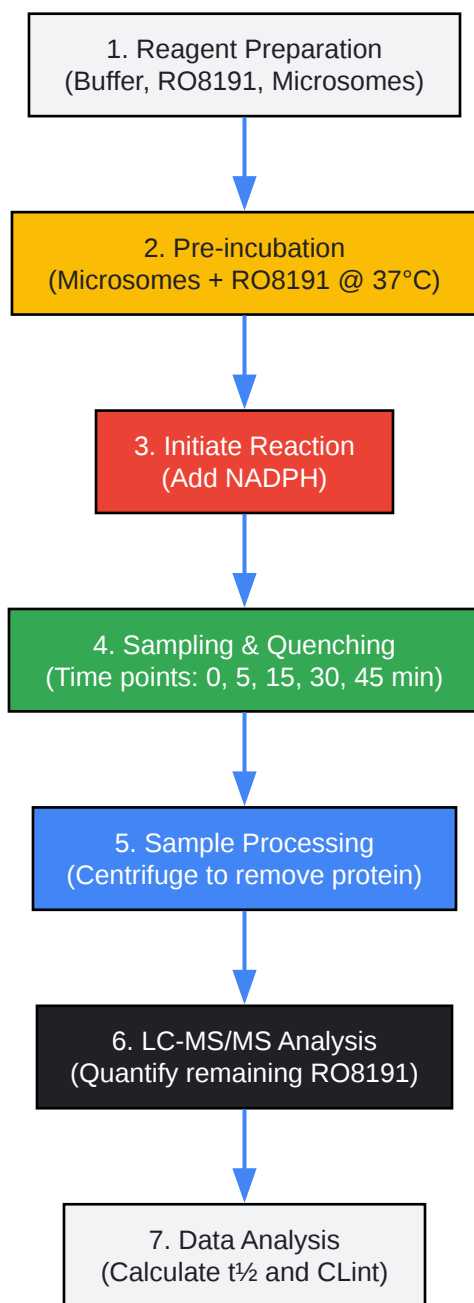 1. Reagent Preparation
(Buffer, RO8191, Microsomes)
2. Pre-incubation
(Microsomes + RO8191 @ 37°C)
3. Initiate Reaction
(Add NADPH)
4. Sampling & Quenching
(Time points: 0, 5, 15, 30, 45 min)
5. Sample Processing
(Centrifuge to remove protein)
6. LC-MS/MS Analysis
(Quantify remaining RO8191)
7. Data Analysis
(Calculate t½ and CLint)